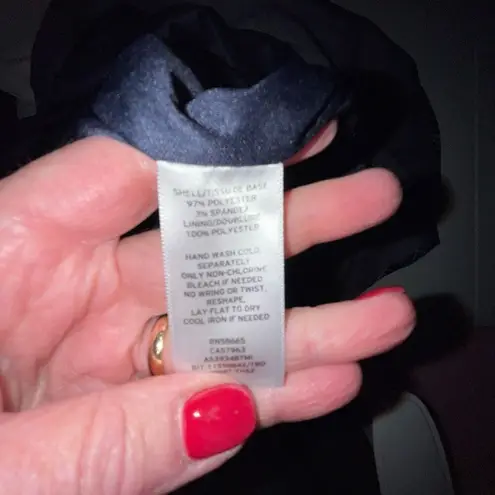 SHELL/TISSU DE BASE
97% POLYESTER
3% SPANDEX/
LINING/DOUBLURE
100% POLYESTER
HAND WASH COLD,
SEPARATELY
ONLY NON-CHLORINE
BLEACH IF NEEDED
NO WRING OR TWIST,
RESHAPE,
LAY FLAT TO DRY
COOL IRON IF NEEDED
RN58665
CA07963